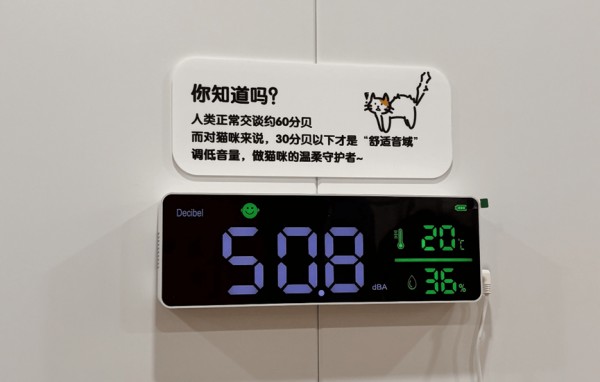 你知道吗？
人类正常交谈约60分贝
而对猫咪来说，30分贝以下才是“舒适音域”
调低音量，做猫咪的温柔守护者~
Decibel
50.8
dBA
20℃
36%